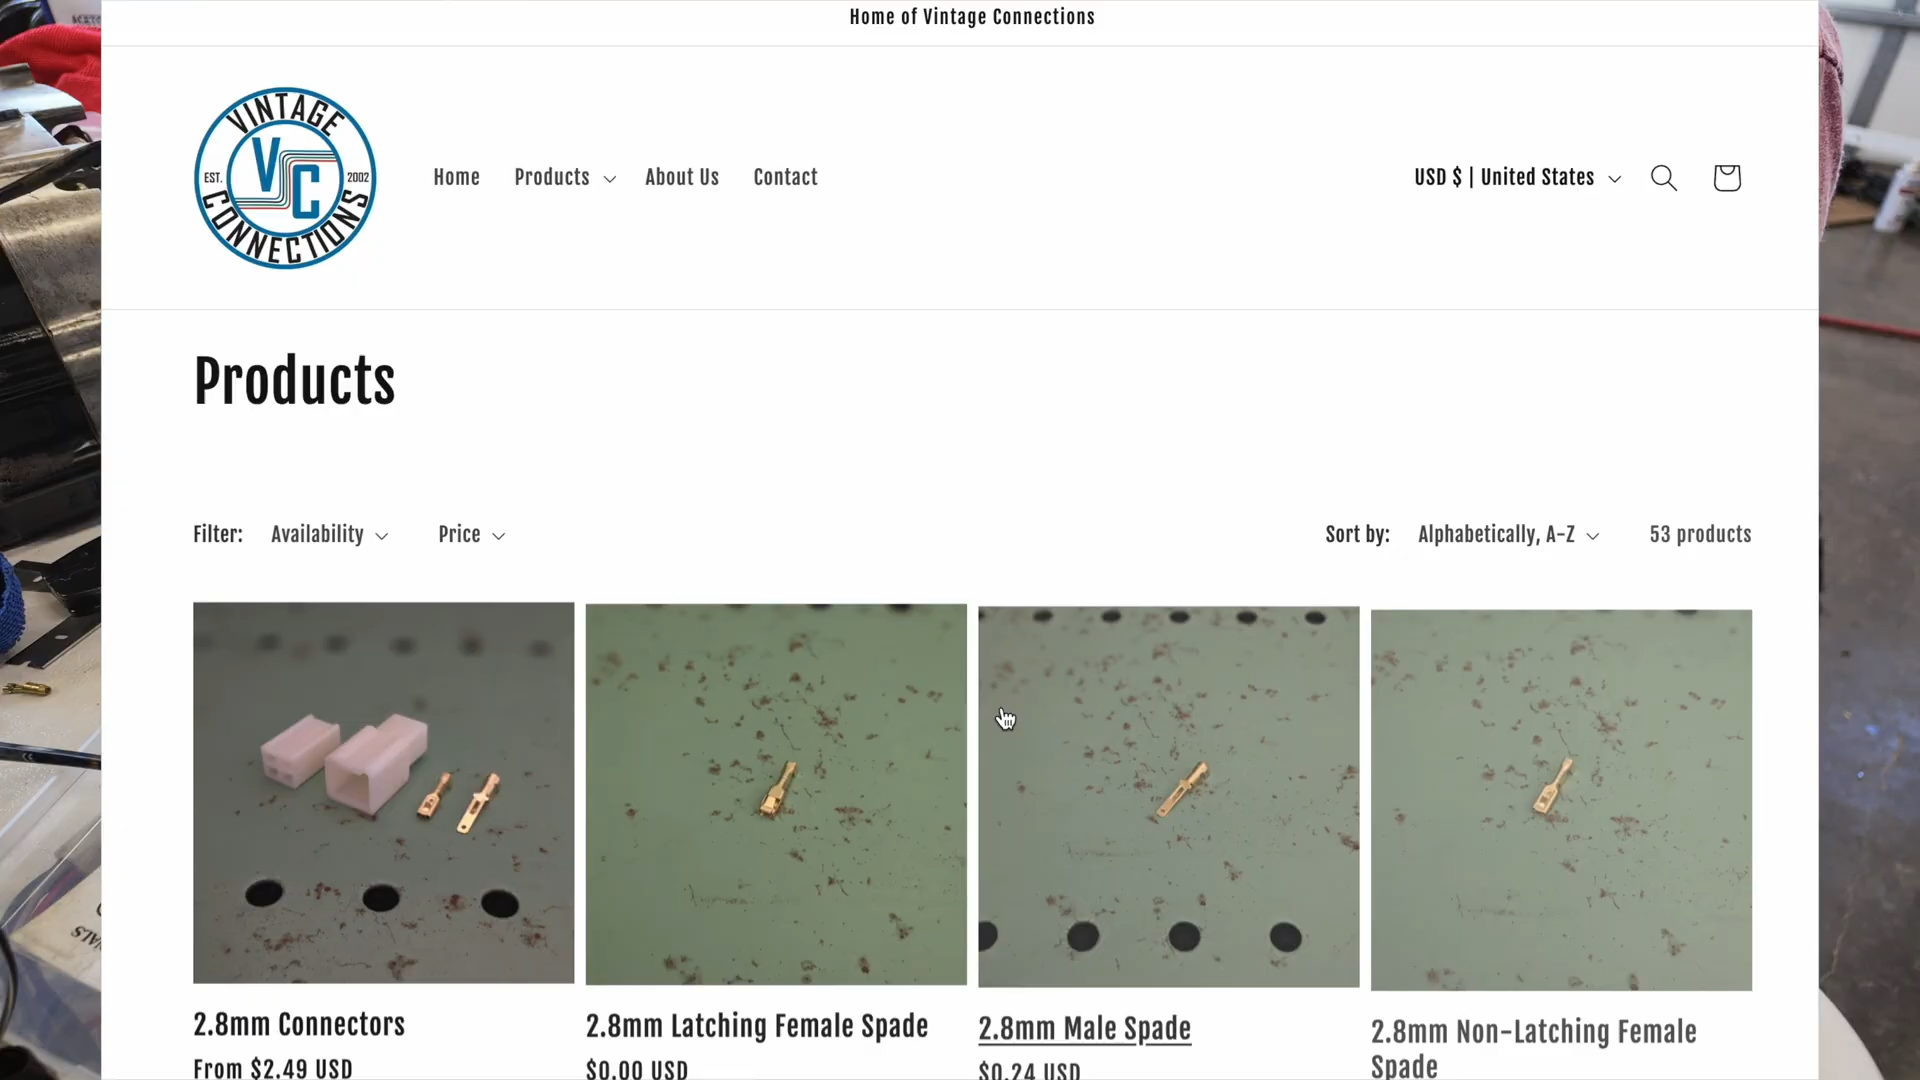 Home of Vintage Connections
VINTAGE
EST. VC 2002
CONNECTIONS
Home Products About Us Contact
USD $ | United States
Products
Filter: Availability Price
Sort by: Alphabetically, A-Z 53 products
2.8mm Connectors
From $2.49 USD
2.8mm Latching Female Spade
$0.00 USD
2.8mm Male Spade
$0.24 USD
2.8mm Non-Latching Female
Spade